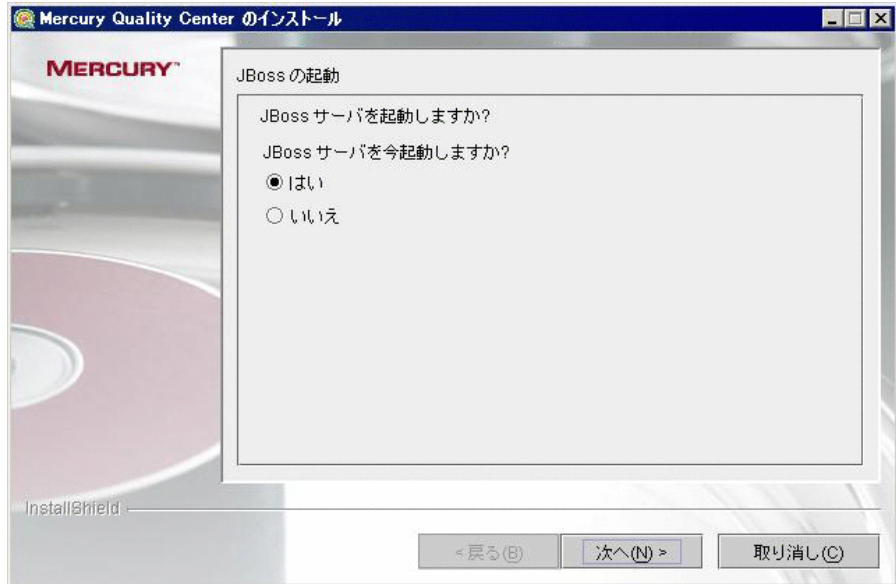 Mercury Quality Center のインストール
MERCURY™
JBoss の起動
JBoss サーバを起動しますか?
JBoss サーバを今起動しますか?
はい
いいえ
InstallShield
< 戻る(B)
次へ(N) >
取り消し(C)